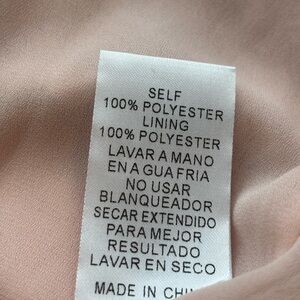 SELF
100% POLYESTER
LINING
100% POLYESTER
LAVAR A MANO
EN AGUA FRIA
NO USAR
BLANQUEADOR
SECAR EXTENDIDO
PARA MEJOR
RESULTADO
LAVAR EN SECO
MADE IN